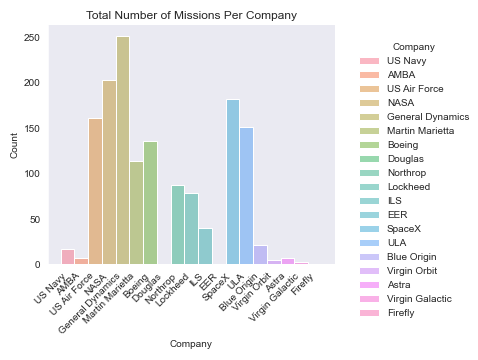 Total Number of Missions Per Company
250
200
150
100
50
0
Count
US Navy
AMBA
US Air Force
NASA
General Dynamics
Martin Marietta
Boeing
Douglas
Northrop
Lockheed
ILS
EER
SpaceX
ULA
Blue Origin
Virgin Orbit
Astra
Virgin Galactic
Firefly
Company
Company
US Navy
AMBA
US Air Force
NASA
General Dynamics
Martin Marietta
Boeing
Douglas
Northrop
Lockheed
ILS
EER
SpaceX
ULA
Blue Origin
Virgin Orbit
Astra
Virgin Galactic
Firefly